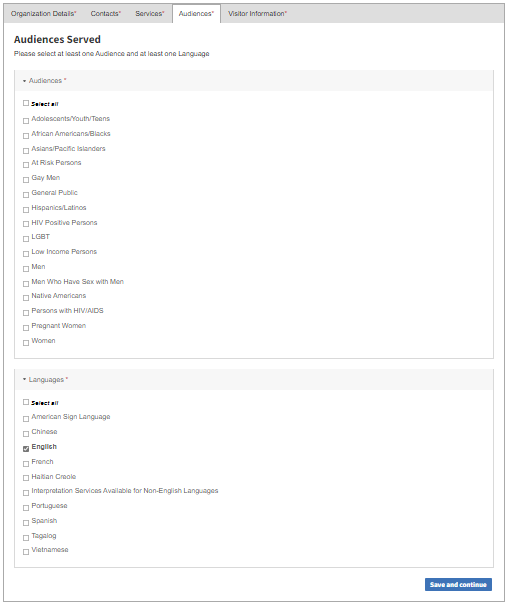 Organization Details* Contacts* Services* Audiences* Visitor Information*
Audiences Served
Please select at least one Audience and at least one Language
Audiences *
Select all
Adolescents/Youth/Teens
African Americans/Blacks
Asians/Pacific Islanders
At Risk Persons
Gay Men
General Public
Hispanics/Latinos
HIV Positive Persons
LGBT
Low Income Persons
Men
Men Who Have Sex with Men
Native Americans
Persons with HIV/AIDS
Pregnant Women
Women
Languages *
Select all
American Sign Language
Chinese
English
French
Haitian Creole
Interpretation Services Available for Non-English Languages
Portuguese
Spanish
Tagalog
Vietnamese
Save and continue